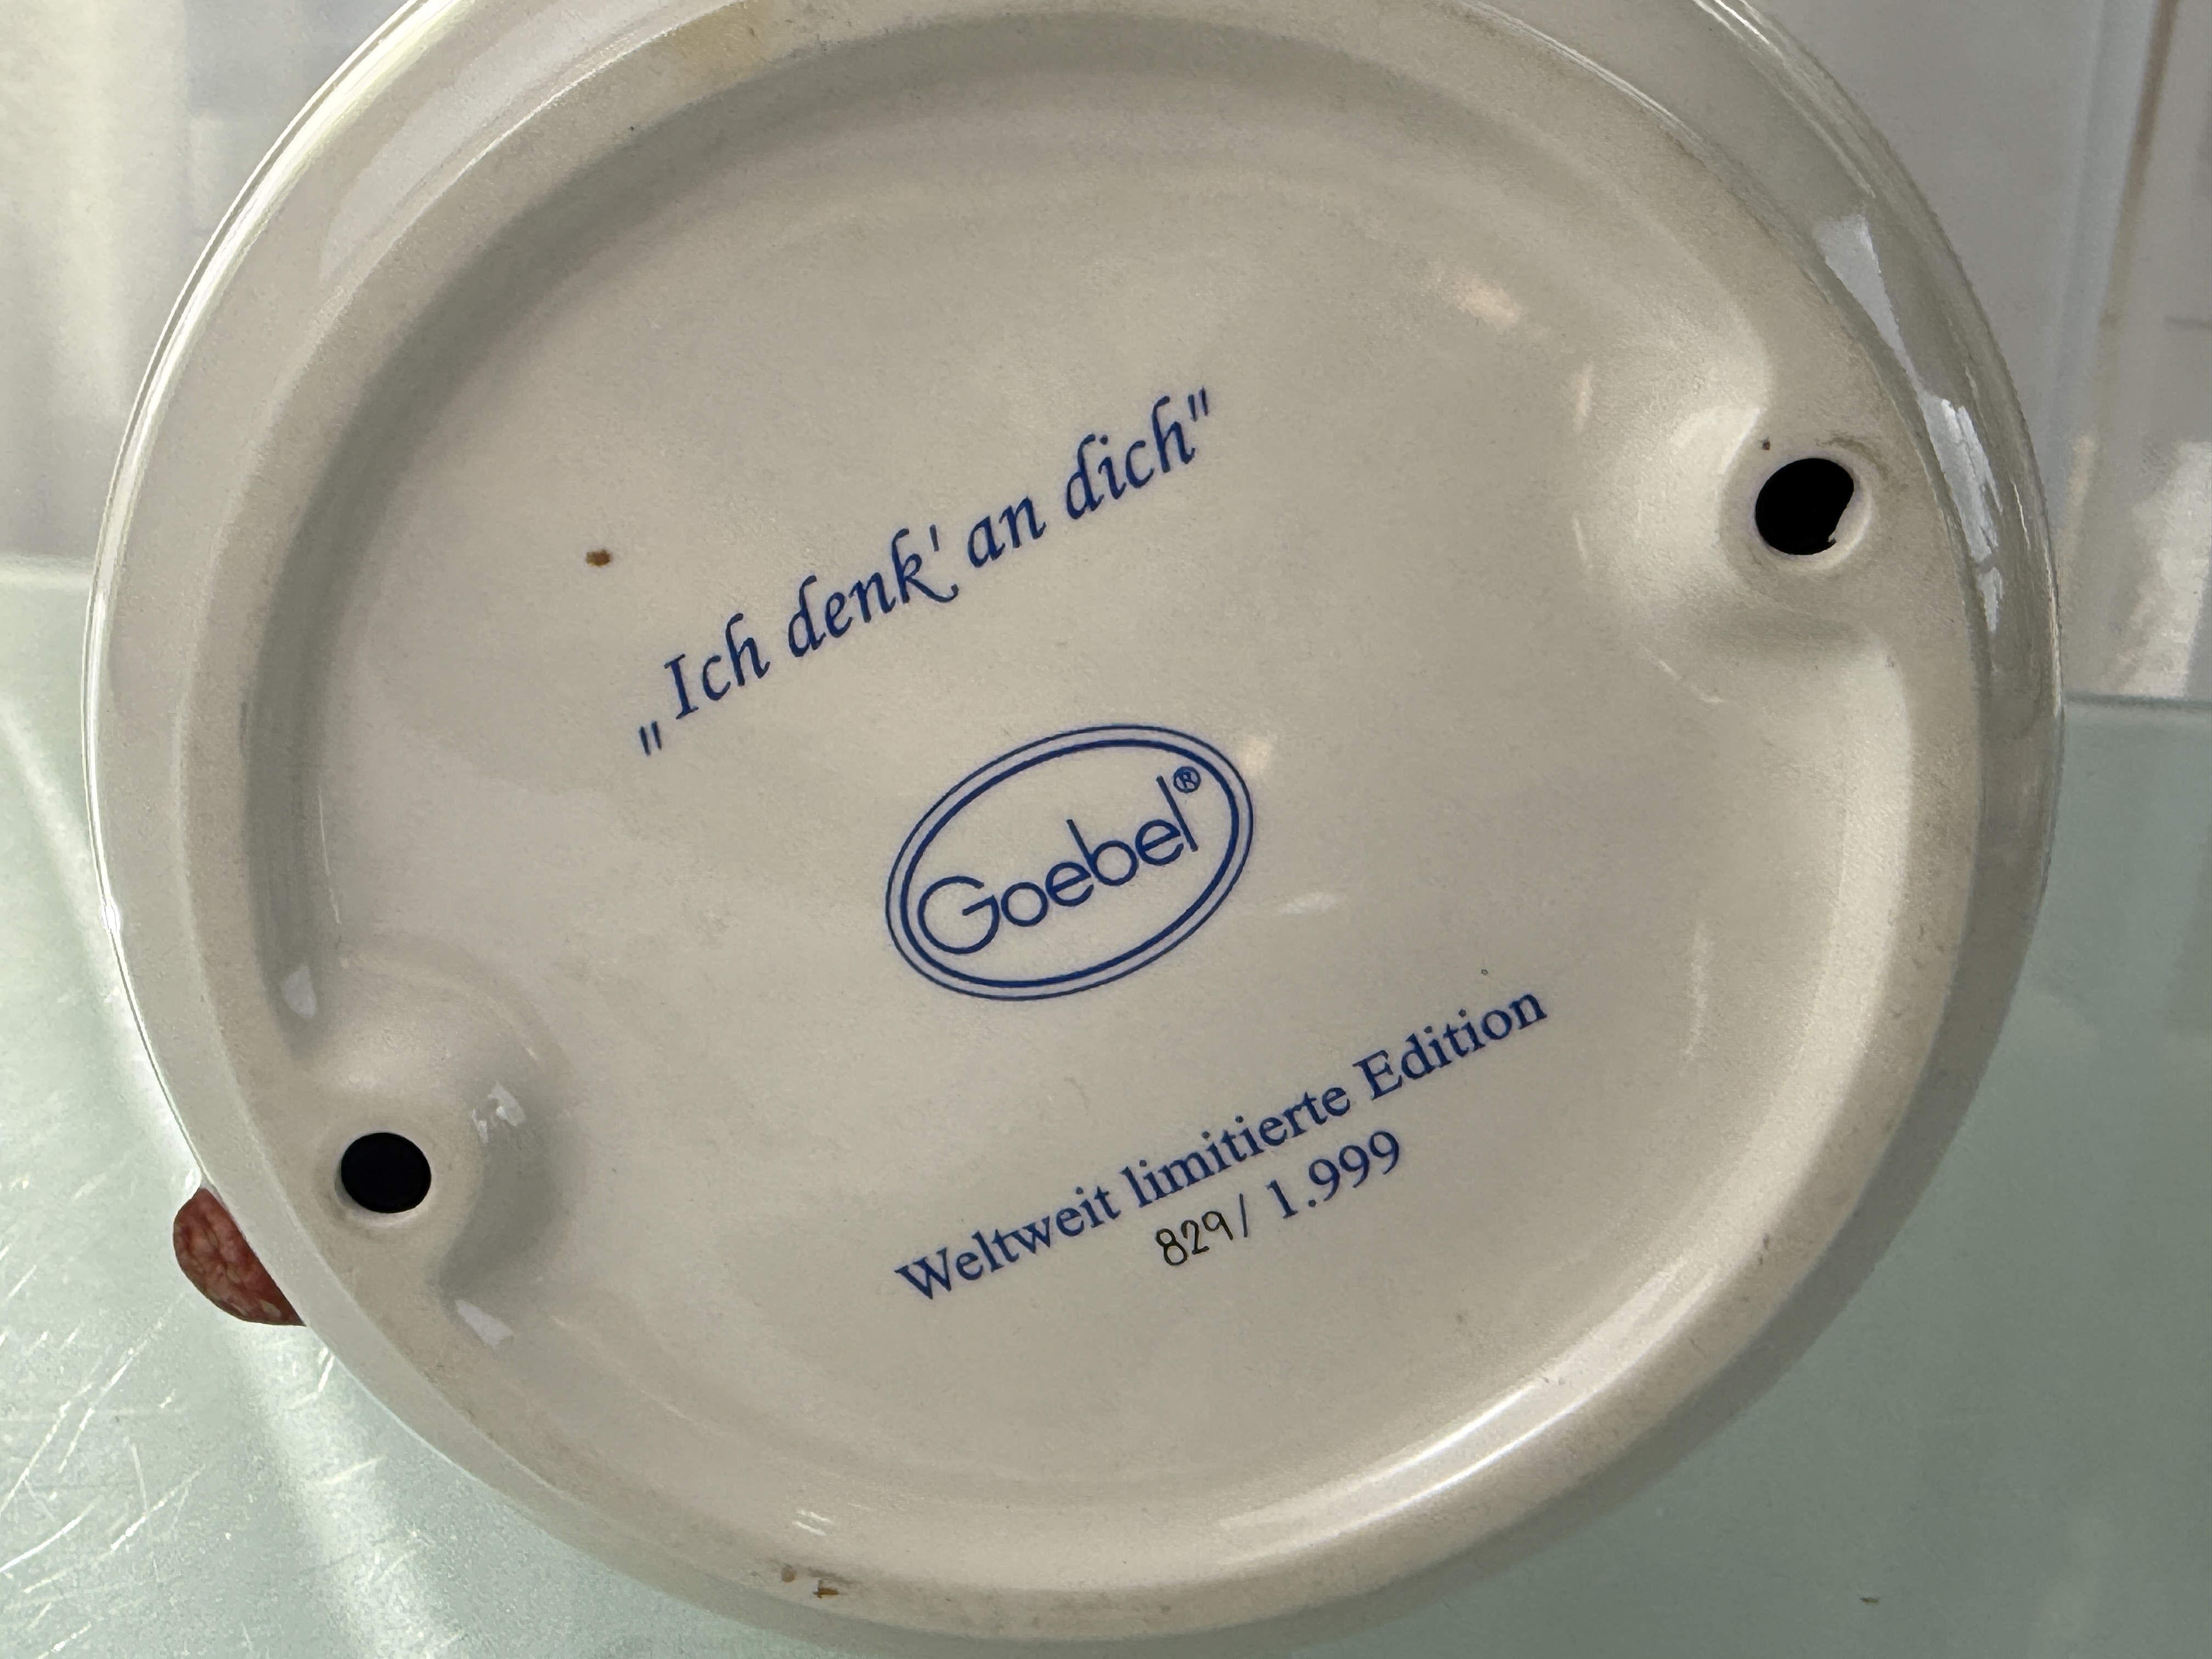 „Ich denk' an dich"
Goebel®
Weltweit limitierte Edition
829/ 1.999